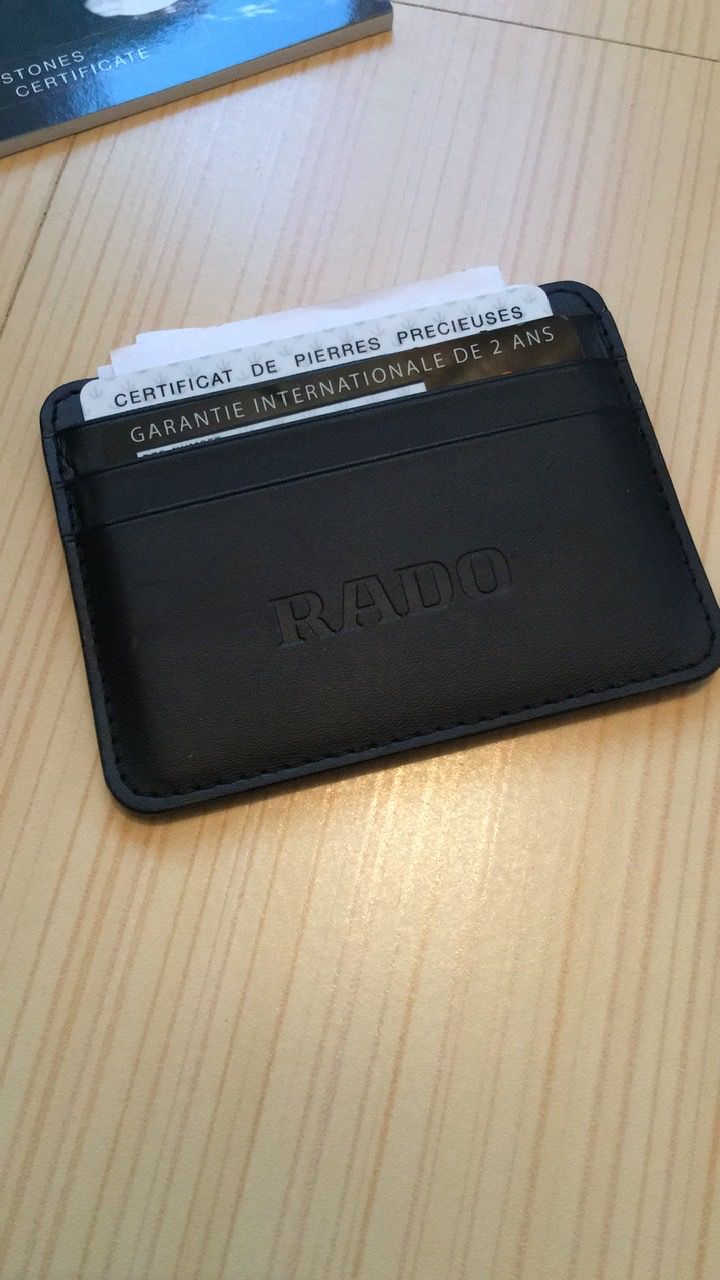 STONES
CERTIFICATE
CERTIFICAT DE PIERRES PRECIEUSES
GARANTIE INTERNATIONALE DE 2 ANS
RADO